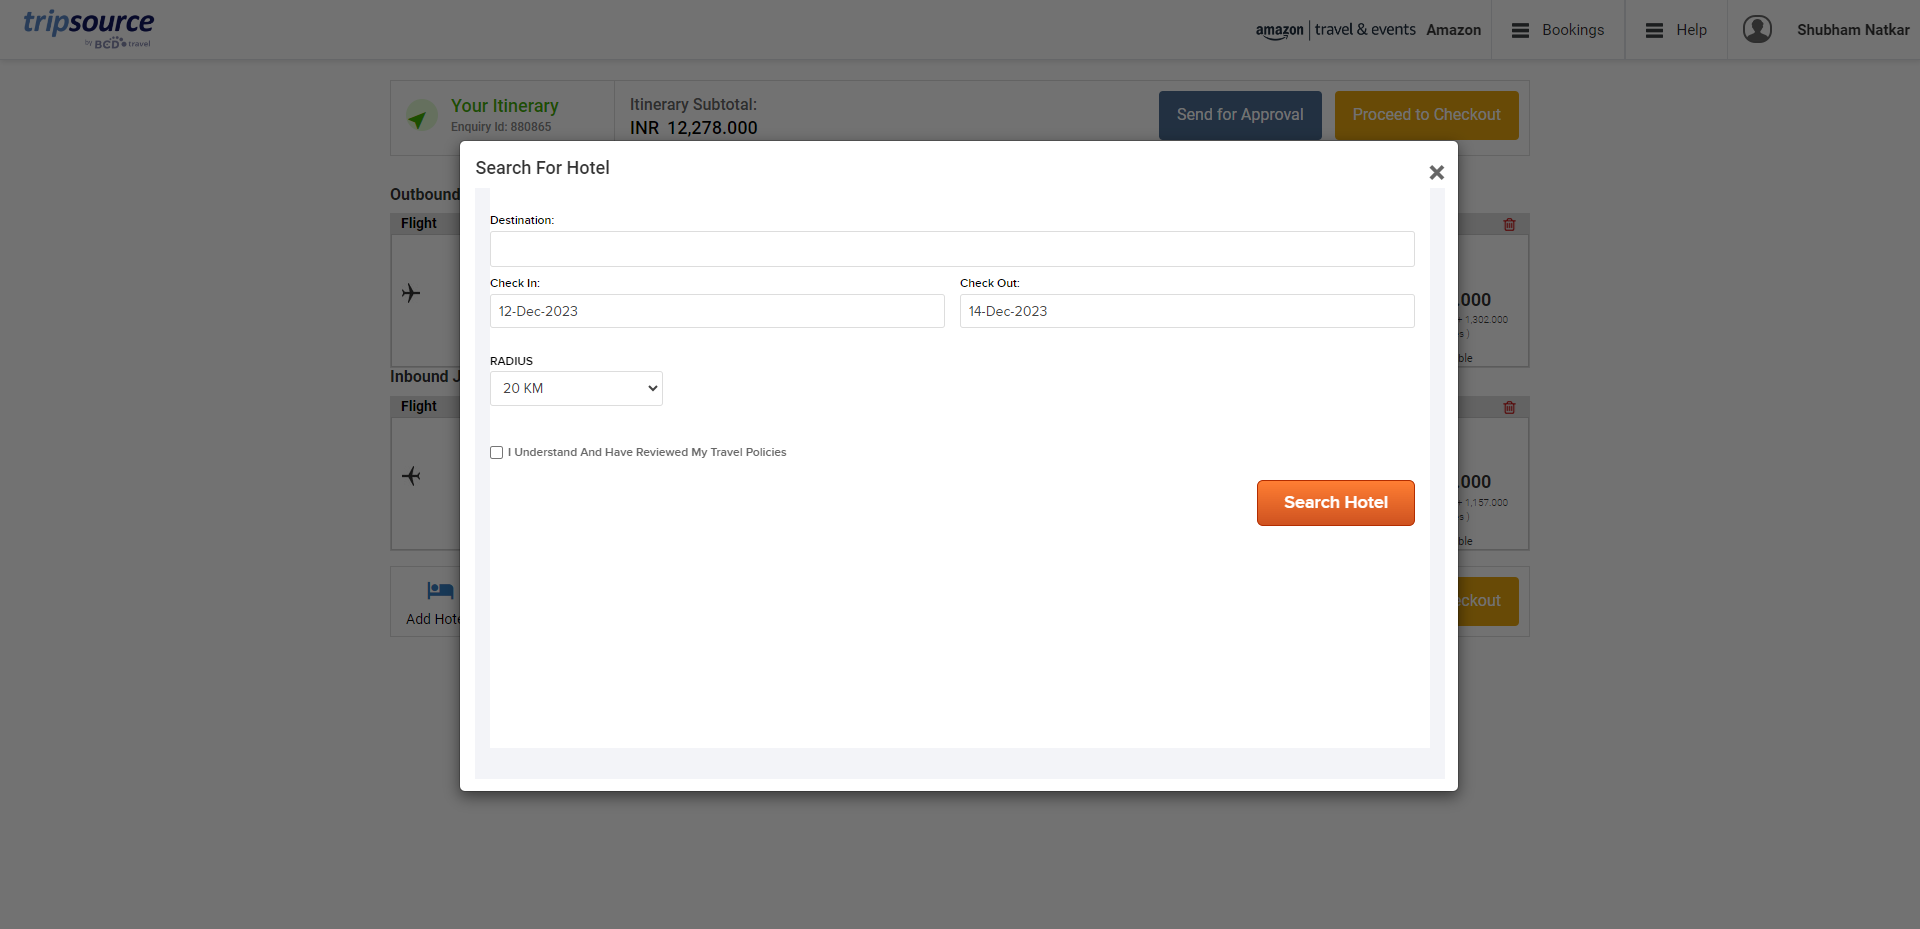 tripsource
by BCD travel
amazon | travel & events Amazon
Bookings
Help
Shubham Natkar
Your Itinerary
Enquiry Id: 880865
Itinerary Subtotal:
INR 12,278.000
Send for Approval
Proceed to Checkout
Search For Hotel
Outbound
Flight
Destination:
Check In:
Check Out:
12-Dec-2023
14-Dec-2023
.000
+ 1,302.000
s )
ble
RADIUS
20 KM
Inbound J
Flight
I Understand And Have Reviewed My Travel Policies
.000
+ 1,157.000
s )
ble
Search Hotel
Add Hote
eckout